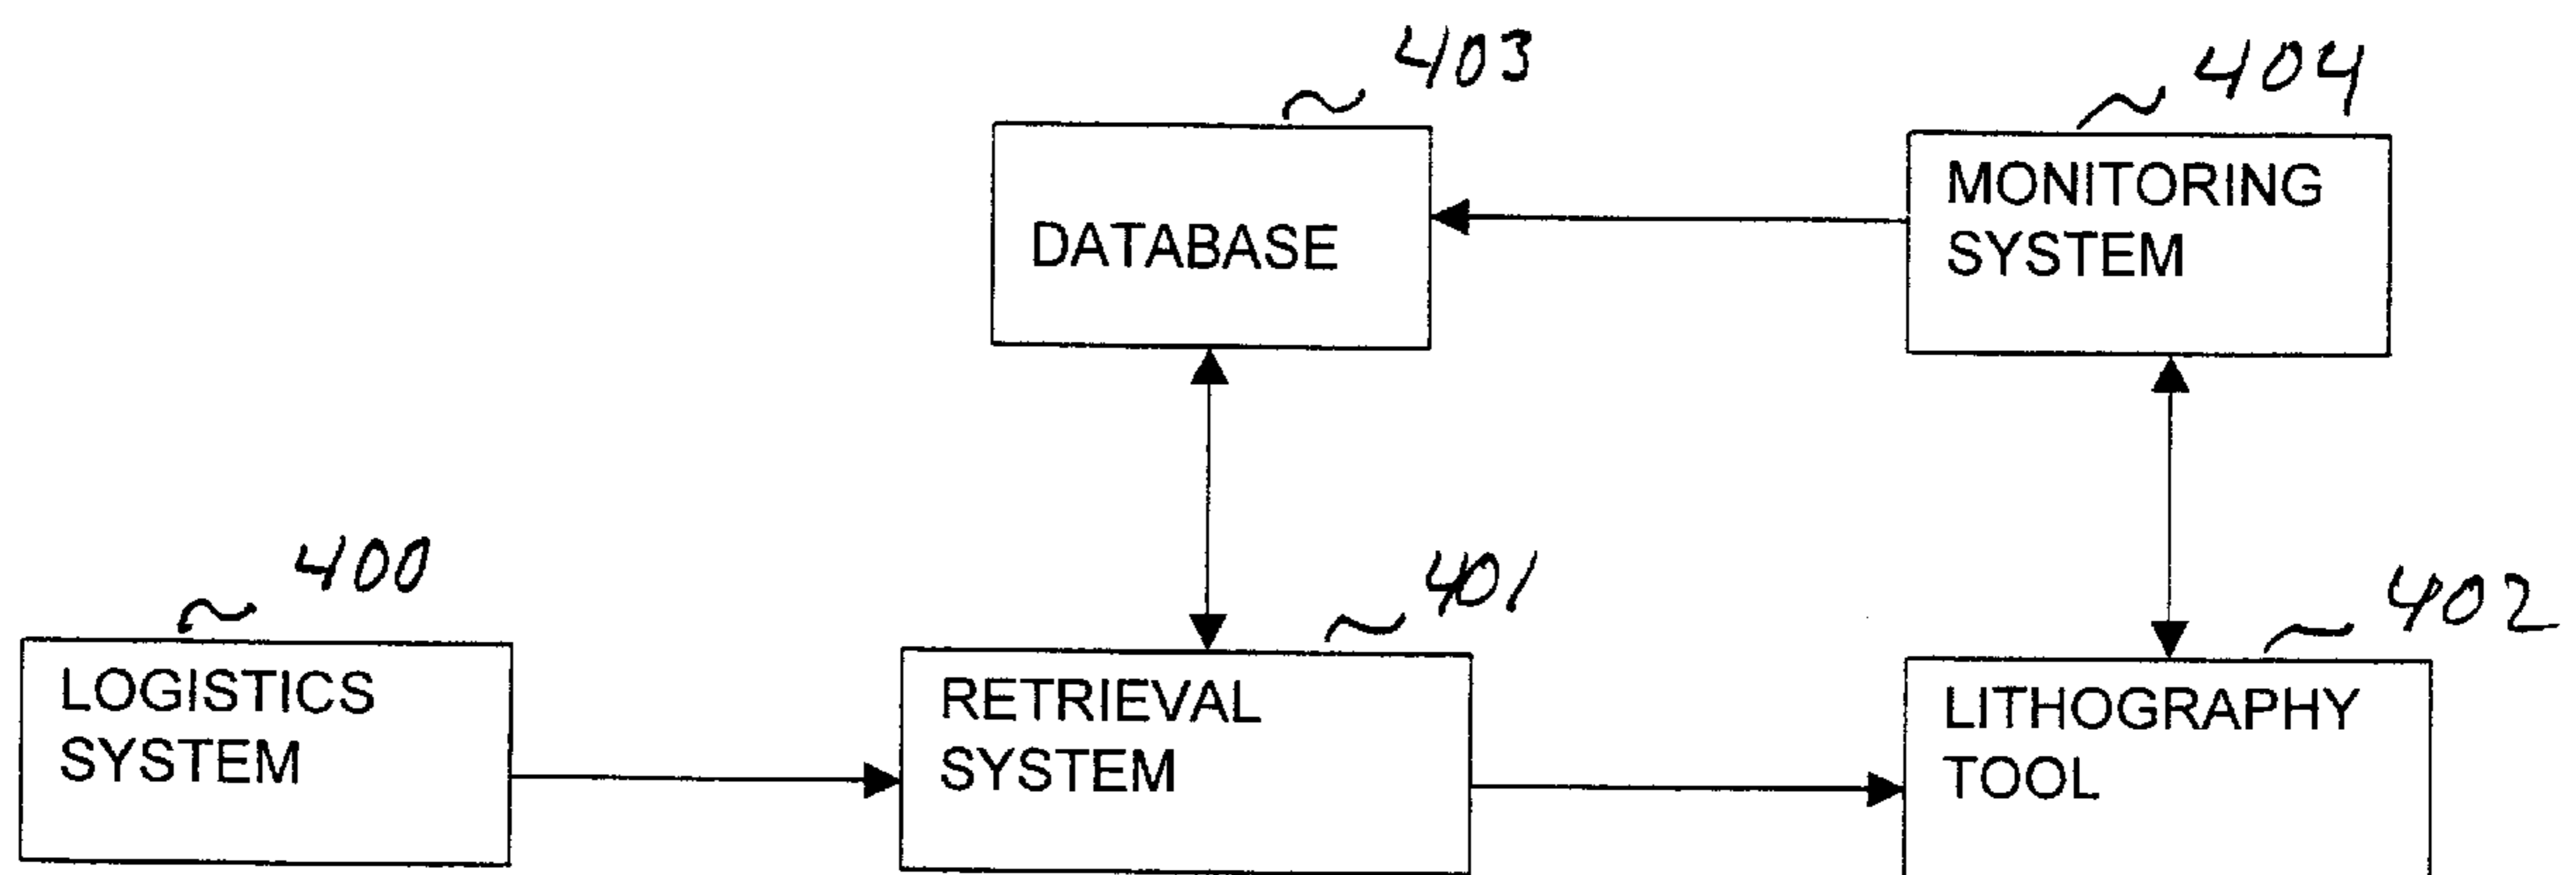 403
404
DATABASE
MONITORING
SYSTEM
400
401
402
LOGISTICS
SYSTEM
RETRIEVAL
SYSTEM
LITHOGRAPHY
TOOL